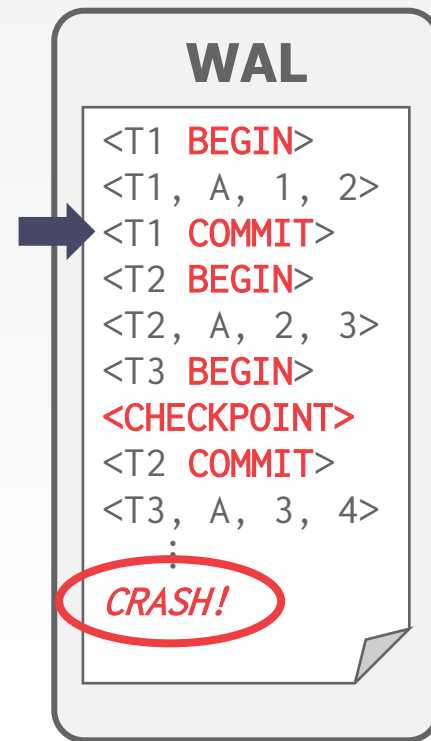 WAL
<T1 BEGIN>
<T1, A, 1, 2>
<T1 COMMIT>
<T2 BEGIN>
<T2, A, 2, 3>
<T3 BEGIN>
<CHECKPOINT>
<T2 COMMIT>
<T3, A, 3, 4>
⋮
CRASH!